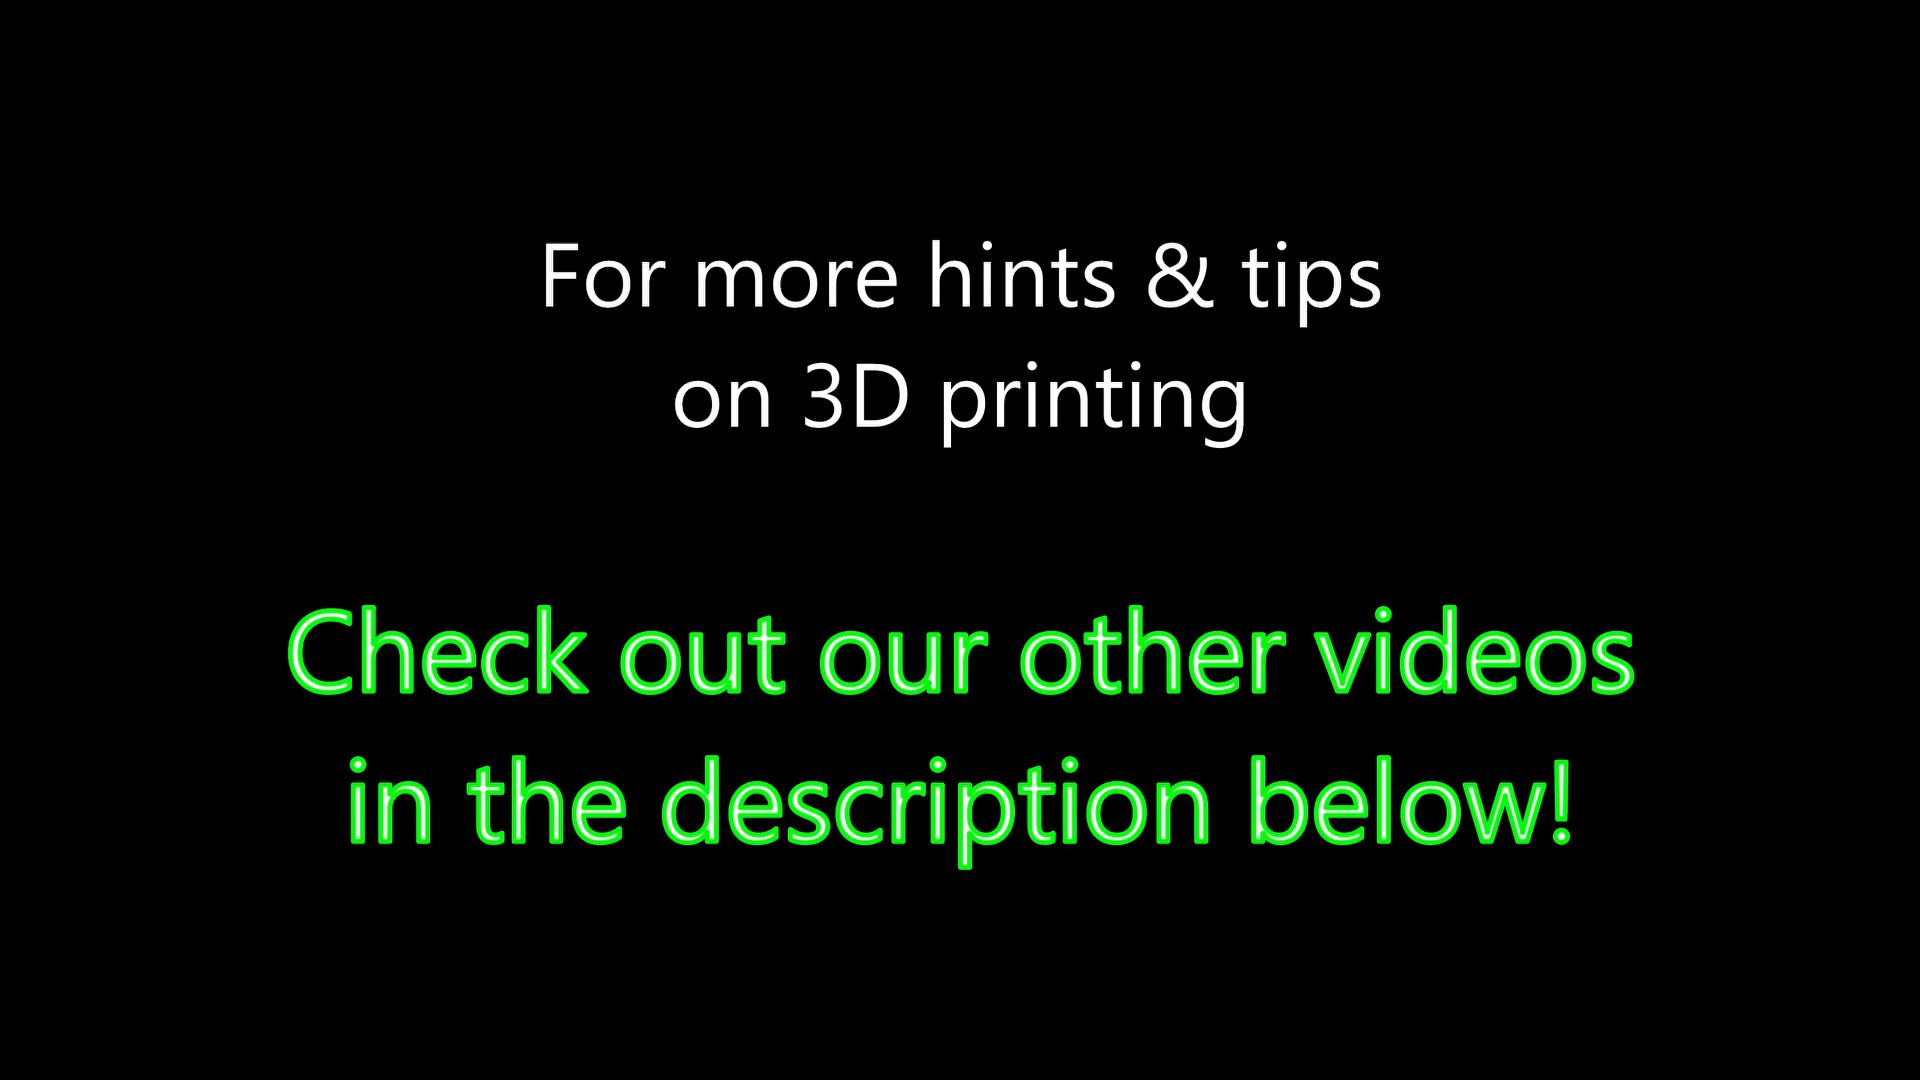 For more hints & tips
on 3D printing
Check out our other videos
in the description below!